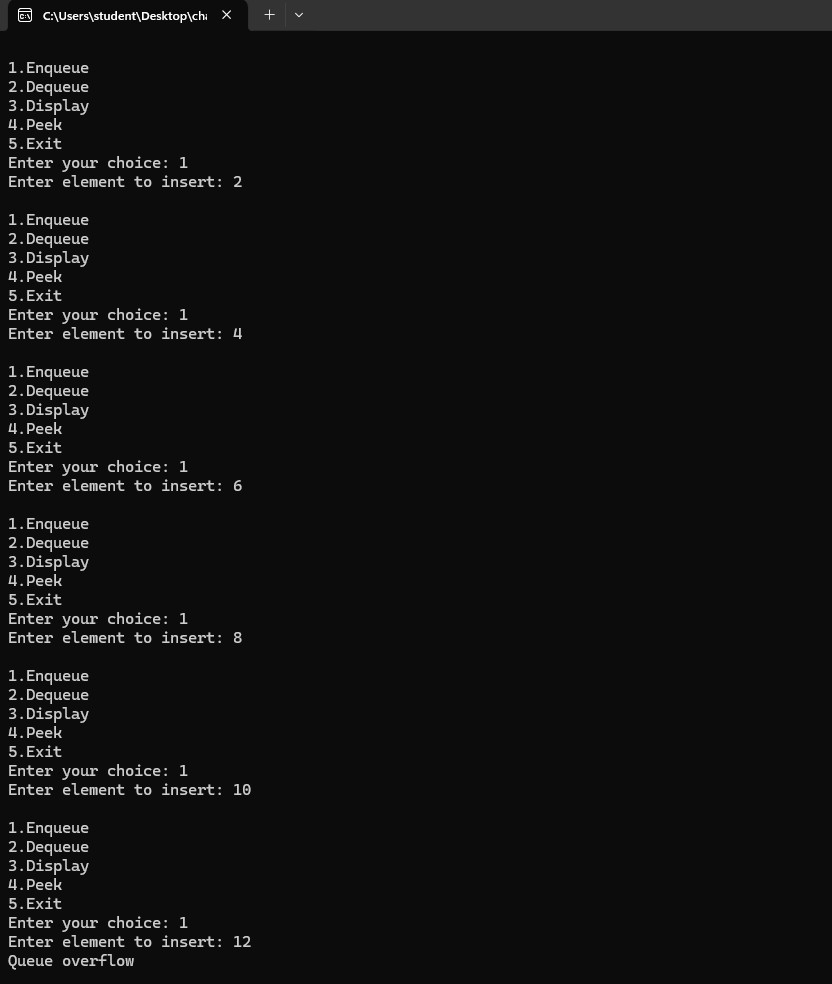 C:\Users\student\Desktop\cha
1.Enqueue
2.Dequeue
3.Display
4.Peek
5.Exit
Enter your choice: 1
Enter element to insert: 2
1.Enqueue
2.Dequeue
3.Display
4.Peek
5.Exit
Enter your choice: 1
Enter element to insert: 4
1.Enqueue
2.Dequeue
3.Display
4.Peek
5.Exit
Enter your choice: 1
Enter element to insert: 6
1.Enqueue
2.Dequeue
3.Display
4.Peek
5.Exit
Enter your choice: 1
Enter element to insert: 8
1.Enqueue
2.Dequeue
3.Display
4.Peek
5.Exit
Enter your choice: 1
Enter element to insert: 10
1.Enqueue
2.Dequeue
3.Display
4.Peek
5.Exit
Enter your choice: 1
Enter element to insert: 12
Queue overflow